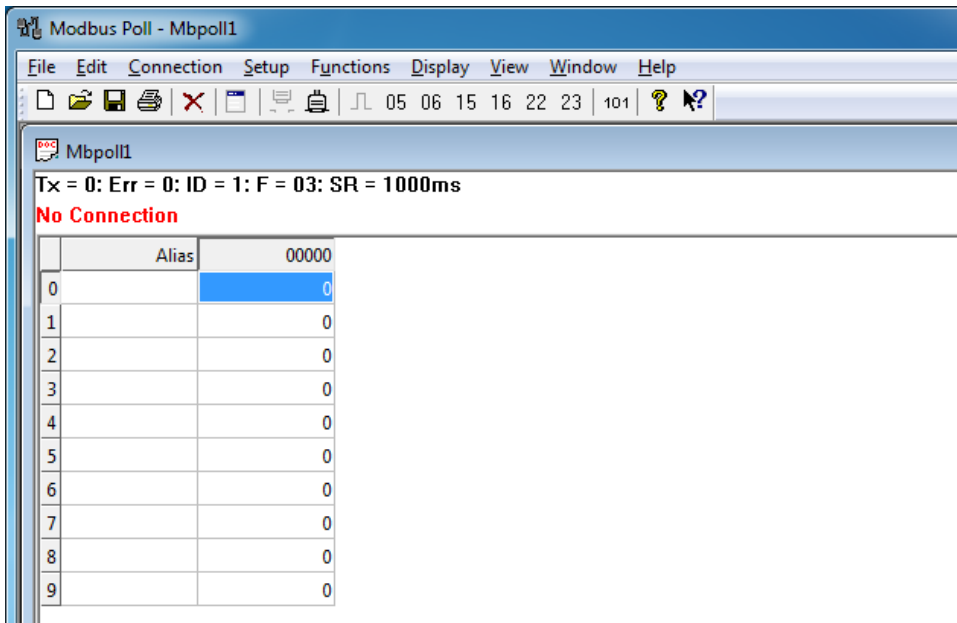 Modbus Poll - Mbpoll1
File Edit Connection Setup Functions Display View Window Help
05 06 15 16 22 23 101
DOC Mbpoll1
Tx = 0: Err = 0: ID = 1: F = 03: SR = 1000ms
No Connection
Alias 00000
0 0
1 0
2 0
3 0
4 0
5 0
6 0
7 0
8 0
9 0